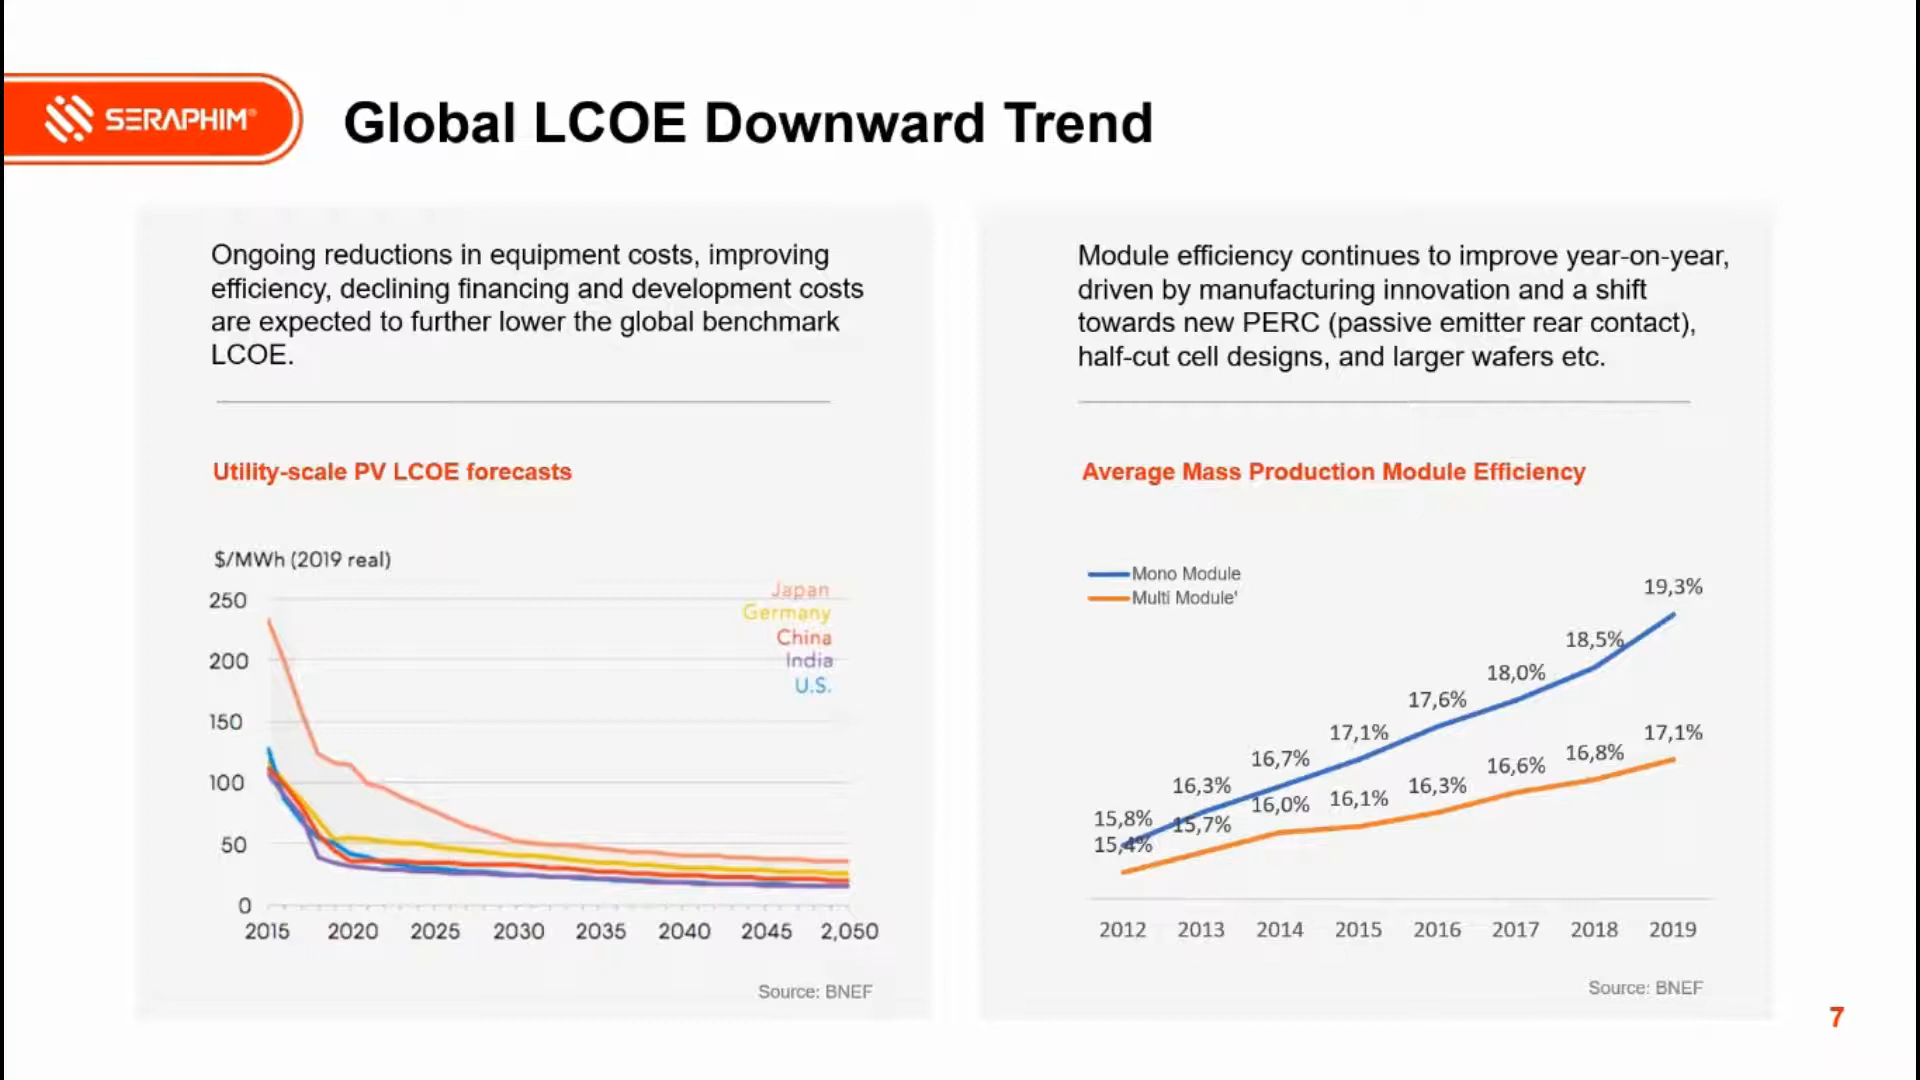 SERAPHIM®
Global LCOE Downward Trend
Ongoing reductions in equipment costs, improving
efficiency, declining financing and development costs
are expected to further lower the global benchmark
LCOE.
Utility-scale PV LCOE forecasts
$/MWh (2019 real)
250
200
150
100
50
0
Japan
Germany
China
India
U.S.
2015 2020 2025 2030 2035 2040 2045 2,050
Source: BNEF
Module efficiency continues to improve year-on-year,
driven by manufacturing innovation and a shift
towards new PERC (passive emitter rear contact),
half-cut cell designs, and larger wafers etc.
Average Mass Production Module Efficiency
Mono Module
Multi Module'
15,8% 16,3% 16,7% 17,1% 17,6% 18,0% 18,5% 19,3%
15,4% 15,7% 16,0% 16,1% 16,3% 16,6% 16,8% 17,1%
2012 2013 2014 2015 2016 2017 2018 2019
Source: BNEF
7